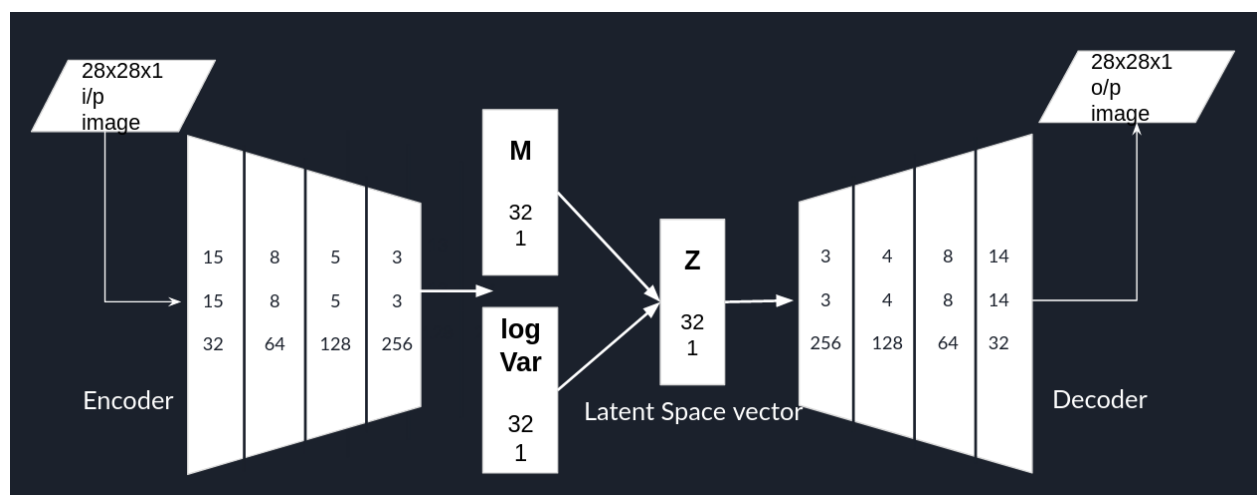 28x28x1
i/p
image
15
15
32
8
8
64
5
5
128
3
3
256
Encoder
M
32
1
log
Var
32
1
Z
32
1
Latent Space vector
3
3
256
4
4
128
8
8
64
14
14
32
Decoder
28x28x1
o/p
image